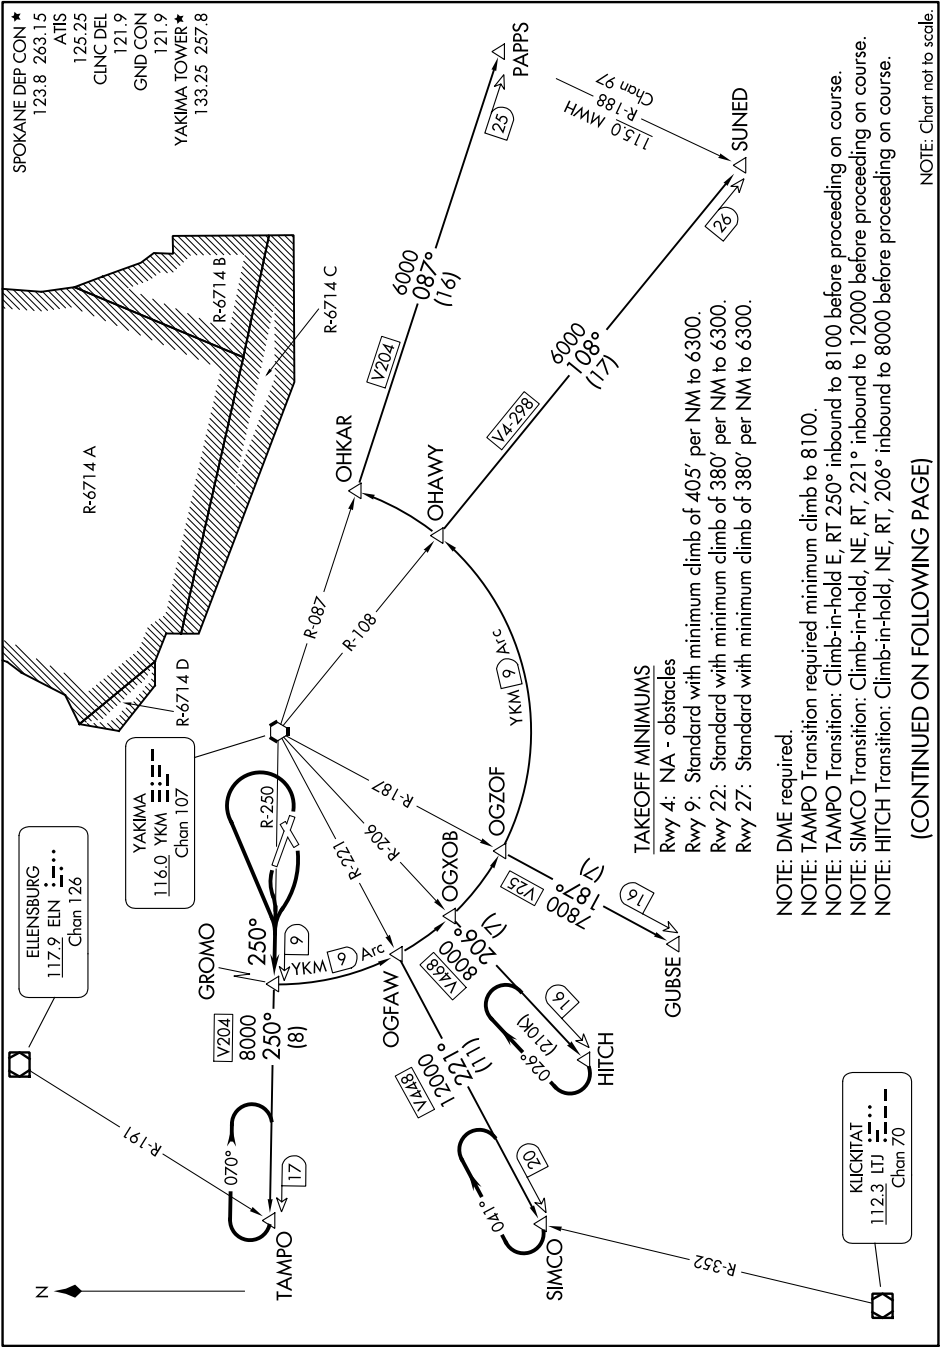 SPOKANE DEP CON ★
123.8 263.15
ATIS
125.25
CLNC DEL
121.9
GND CON
121.9
YAKIMA TOWER★
133.25 257.8
N
ELLENSBURG
117.9 ELN
Chan 126
YAKIMA
116.0 YKM
Chan 107
KLICKITAT
112.3 LTJ
Chan 70
R-6714 A
R-6714 B
R-6714 C
R-6714 D
R-191
070°
17
TAMPO
V204
8000
250°
(8)
GROMO
250°
9
R-250
YKM 9 Arc
R-221
R-206
R-187
R-087
R-108
OGFAW
OGXOB
OGZOF
YKM 9 Arc
OHAWY
OHKAR
V204
6000
087°
(16)
25
PAPPS
115.0 MWH
R-188
Chan 97
V4-298
6000
108°
(17)
26
SUNED
V448
12000
221°
(11)
20
041°
SIMCO
R-352
V468
8000
206°
(7)
16
026°
(210K)
HITCH
V25
7800
187°
(7)
16
GUBSE
TAKEOFF MINIMUMS
Rwy 4: NA - obstacles
Rwy 9: Standard with minimum climb of 405' per NM to 6300.
Rwy 22: Standard with minimum climb of 380' per NM to 6300.
Rwy 27: Standard with minimum climb of 380' per NM to 6300.
NOTE: DME required.
NOTE: TAMPO Transition required minimum climb to 8100.
NOTE: TAMPO Transition: Climb-in-hold E, RT 250° inbound to 8100 before proceeding on course.
NOTE: SIMCO Transition: Climb-in-hold, NE, RT, 221° inbound to 12000 before proceeding on course.
NOTE: HITCH Transition: Climb-in-hold, NE, RT, 206° inbound to 8000 before proceeding on course.
(CONTINUED ON FOLLOWING PAGE)
NOTE: Chart not to scale.